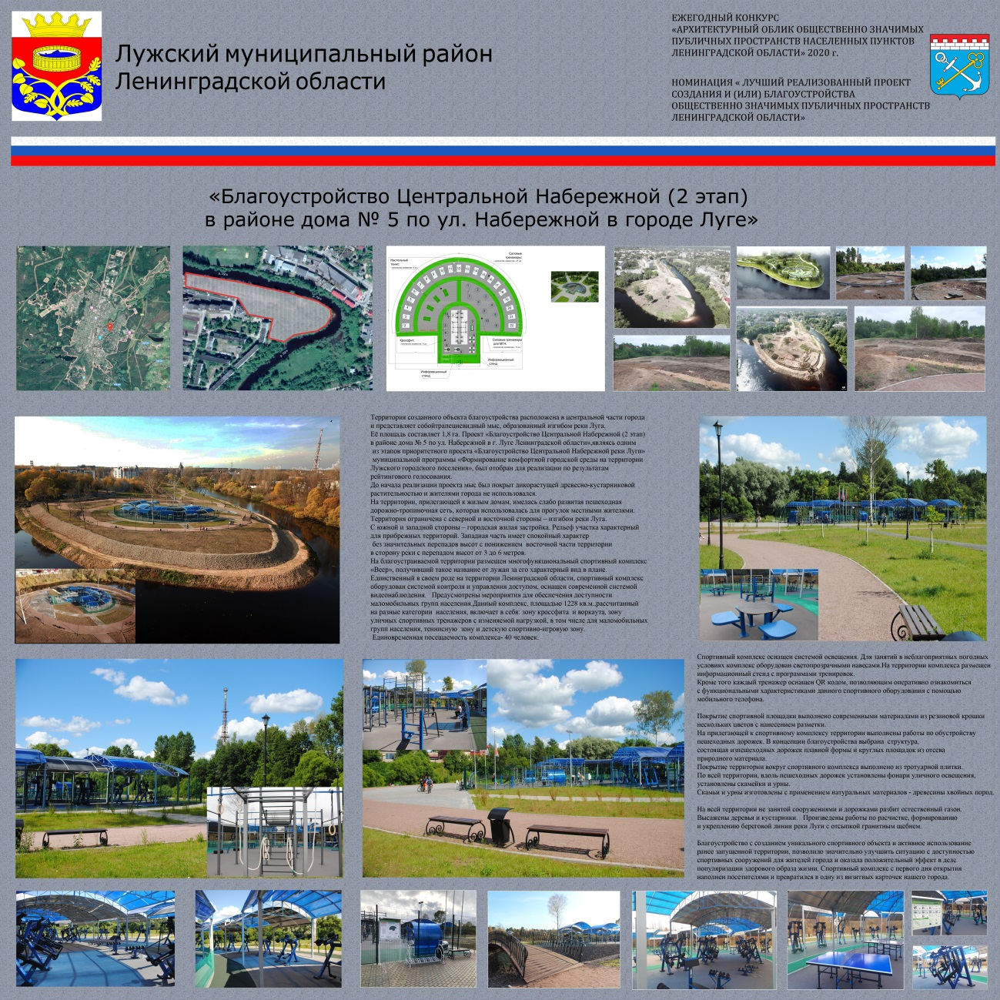 Лужский муниципальный район
Ленинградской области
ЕЖЕГОДНЫЙ КОНКУРС
«АРХИТЕКТУРНЫЙ ОБЛИК ОБЩЕСТВЕННО ЗНАЧИМЫХ
ПУБЛИЧНЫХ ПРОСТРАНСТВ НАСЕЛЕННЫХ ПУНКТОВ
ЛЕНИНГРАДСКОЙ ОБЛАСТИ» 2020 г.
НОМИНАЦИЯ « ЛУЧШИЙ РЕАЛИЗОВАННЫЙ ПРОЕКТ
СОЗДАНИЯ И (ИЛИ) БЛАГОУСТРОЙСТВА
ОБЩЕСТВЕННО ЗНАЧИМЫХ ПУБЛИЧНЫХ ПРОСТРАНСТВ
ЛЕНИНГРАДСКОЙ ОБЛАСТИ»
«Благоустройство Центральной Набережной (2 этап)
в районе дома № 5 по ул. Набережной в городе Луге»
Настольный
тенис
Силовые
тренажеры:
Кроссфит:
Силовые тренажеры
для МГН:
Информационный
стенд
Информационный
стенд
Территория созданного объекта благоустройства расположена в центральной части города
и представляет собойтрапециевидный мыс, образованный изгибом реки Луга.
Её площадь составляет 1,8 га. Проект «Благоустройство Центральной Набережной (2 этап)
в районе дома № 5 по ул. Набережной в г. Луге Ленинградской области»,являясь одним
из этапов приоритетного проекта «Благоустройство Центральной Набережной реки Луги»
муниципальной программы «Формирование комфортной городской среды на территории
Лужского городского поселения», был отобран для реализации по результатам
рейтингового голосования.
До начала реализации проекта мыс был покрыт дикорастущей древесно-кустарниковой
растительностью и жителями города не использовался.
На территории, прилегающей к жилым домам, имелась слабо развитая пешеходная
дорожно-тропиночная сеть, которая использовалась для прогулок местными жителями.
Территория ограничена с северной и восточной стороны – изгибом реки Луга.
С южной и западной стороны – городская жилая застройка. Рельеф участка характерный
для прибрежных территорий. Западная часть имеет спокойный характер
без значительных перепадов высот с понижением восточной части территории
в сторону реки с перепадом высот от 3 до 6 метров.
На благоустраиваемой территории размещен многофункциональный спортивный комплекс
«Веер», получивший такое название от лужан за его характерный вид в плане.
Единственный в своем роде на территории Ленинградской области, спортивный комплекс
оборудован системой контроля и управления доступом, оснащен современной системой
видеонаблюдения. Предусмотрены мероприятия для обеспечения доступности
маломобильных групп населения.Данный комплекс, площадью 1228 кв.м.,рассчитанный
на разные категории населения, включает в себя: зону кроссфита и воркаута, зону
уличных спортивных тренажеров с изменяемой нагрузкой, в том числе для маломобильных
групп населения, теннисную зону и детскую спортивно-игровую зону.
Единовременная посещаемость комплекса- 40 человек.
Спортивный комплекс оснащен системой освещения. Для занятий в неблагоприятных погодных
условиях комплекс оборудован светопрозрачными навесами.На территории комплекса размещен
информационный стенд с программами тренировок.
Кроме того каждый тренажер оснащен QR кодом, позволяющим оперативно ознакомиться
с функциональными характеристиками данного спортивного оборудования с помощью
мобильного телефона.
Покрытие спортивной площадки выполнено современными материалами из резиновой крошки
нескольких цветов с нанесением разметки.
На прилегающей к спортивному комплексу территории выполнены работы по обустройству
пешеходных дорожек. В концепции благоустройства выбрана структура,
состоящая изпешеходных дорожек плавной формы и круглых площадок из отсева
природного материала.
Покрытие территории вокруг спортивного комплекса выполнено из тротуарной плитки.
По всей территории, вдоль пешеходных дорожек установлены фонари уличного освещения,
установлены скамейки и урны.
Скамьи и урны изготовлены с применением натуральных материалов - древесины хвойных пород.
На всей территории не занятой сооружениями и дорожками разбит естественный газон.
Высажены деревья и кустарники. Произведены работы по расчистке, формированию
и укреплению береговой линии реки Луги с отсыпкой гранитным щебнем.
Благоустройство с созданием уникального спортивного объекта и активное использование
ранее запущенной территории, позволило значительно улучшить ситуацию с доступностью
спортивных сооружений для жителей города и оказала положительный эффект в деле
популяризации здорового образа жизни. Спортивный комплекс с первого дня открытия
наполнен посетителями и превратился в одну из визитных карточек нашего города.